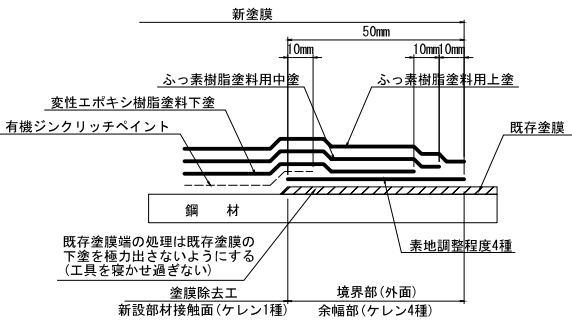 新塗膜
50mm
10mm
10mm
10mm
ふっ素樹脂塗料用中塗
ふっ素樹脂塗料用上塗
変性エポキシ樹脂塗料下塗
有機ジンクリッチペイント
既存塗膜
鋼 材
既存塗膜端の処理は既存塗膜の
下塗を極力出さないようにする
(工具を寝かせ過ぎない)
素地調整程度4種
塗膜除去工
新設部材接触面(ケレン1種)
境界部(外面)
余幅部(ケレン4種)